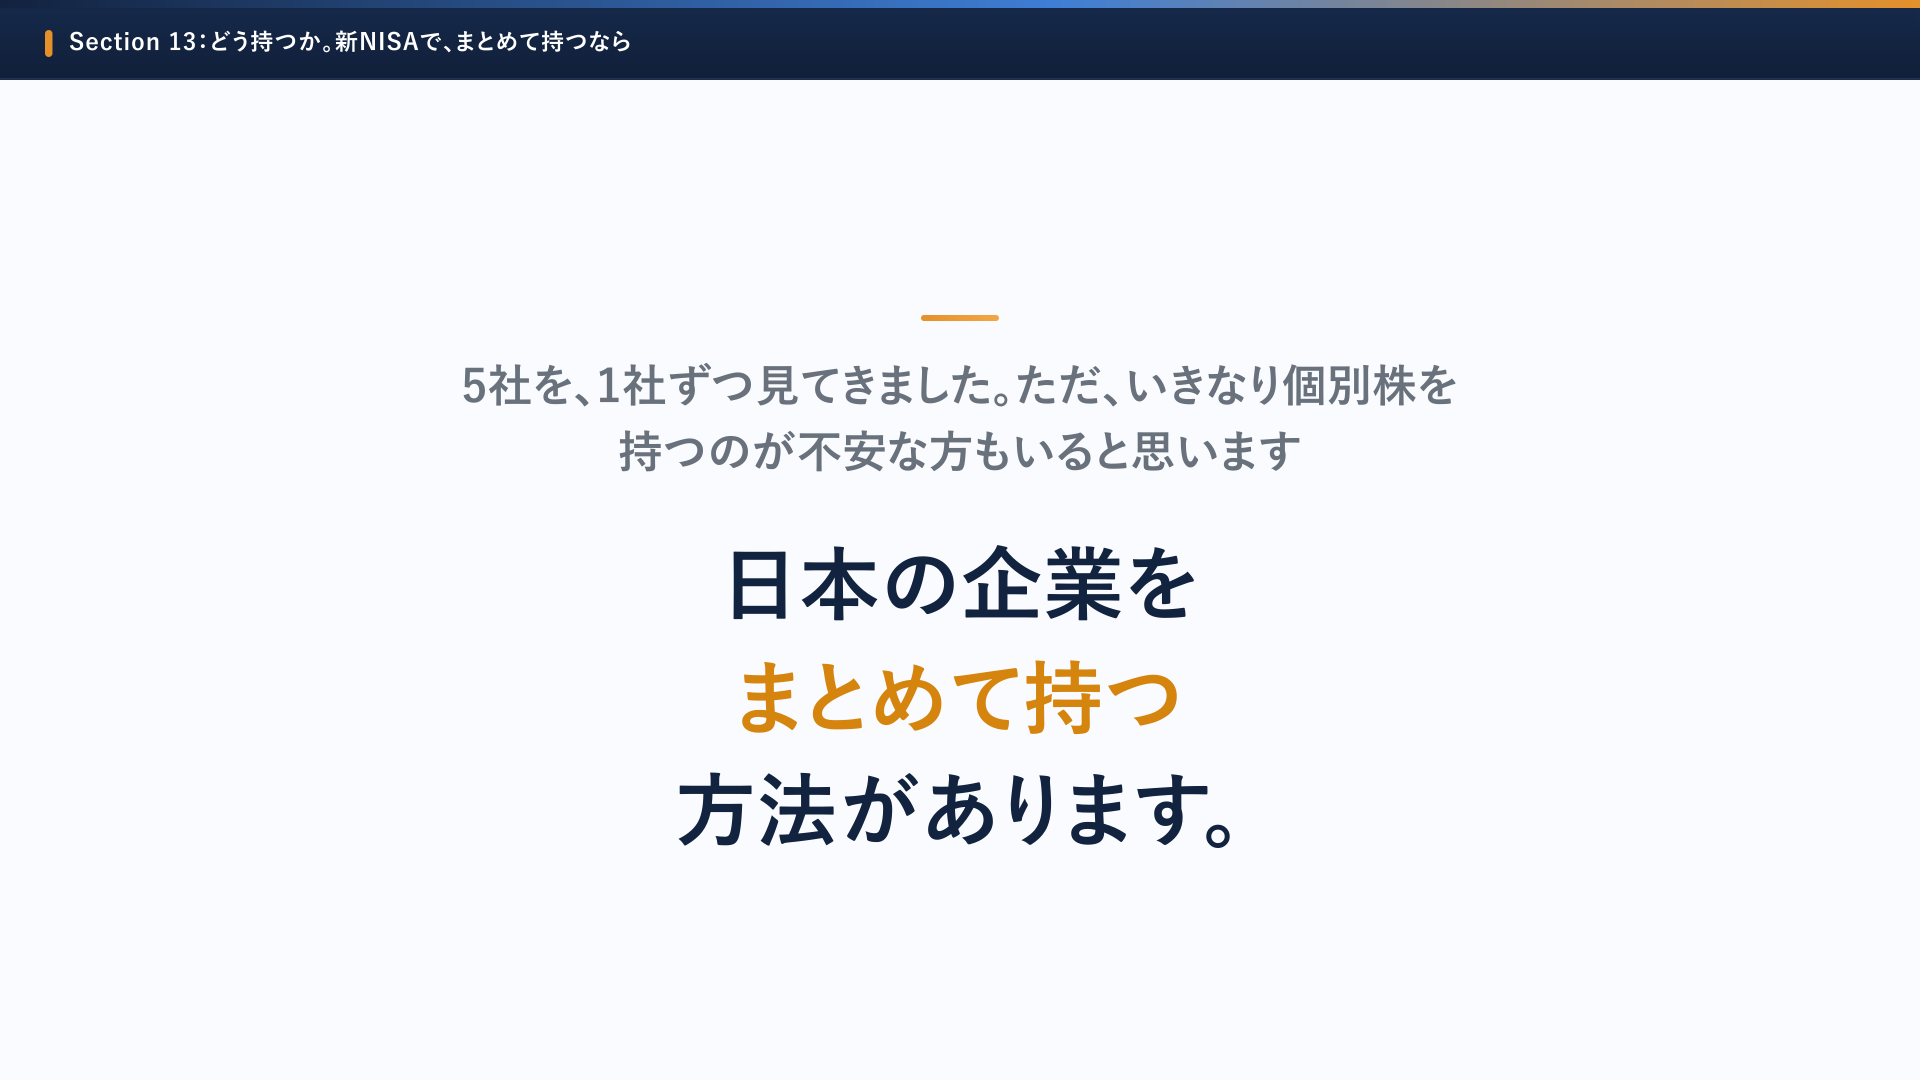 Section 13：どう持つか。新NISAで、まとめて持つなら
5社を、1社ずつ見てきました。ただ、いきなり個別株を
持つのが不安な方もいると思います
日本の企業を
まとめて持つ
方法があります。